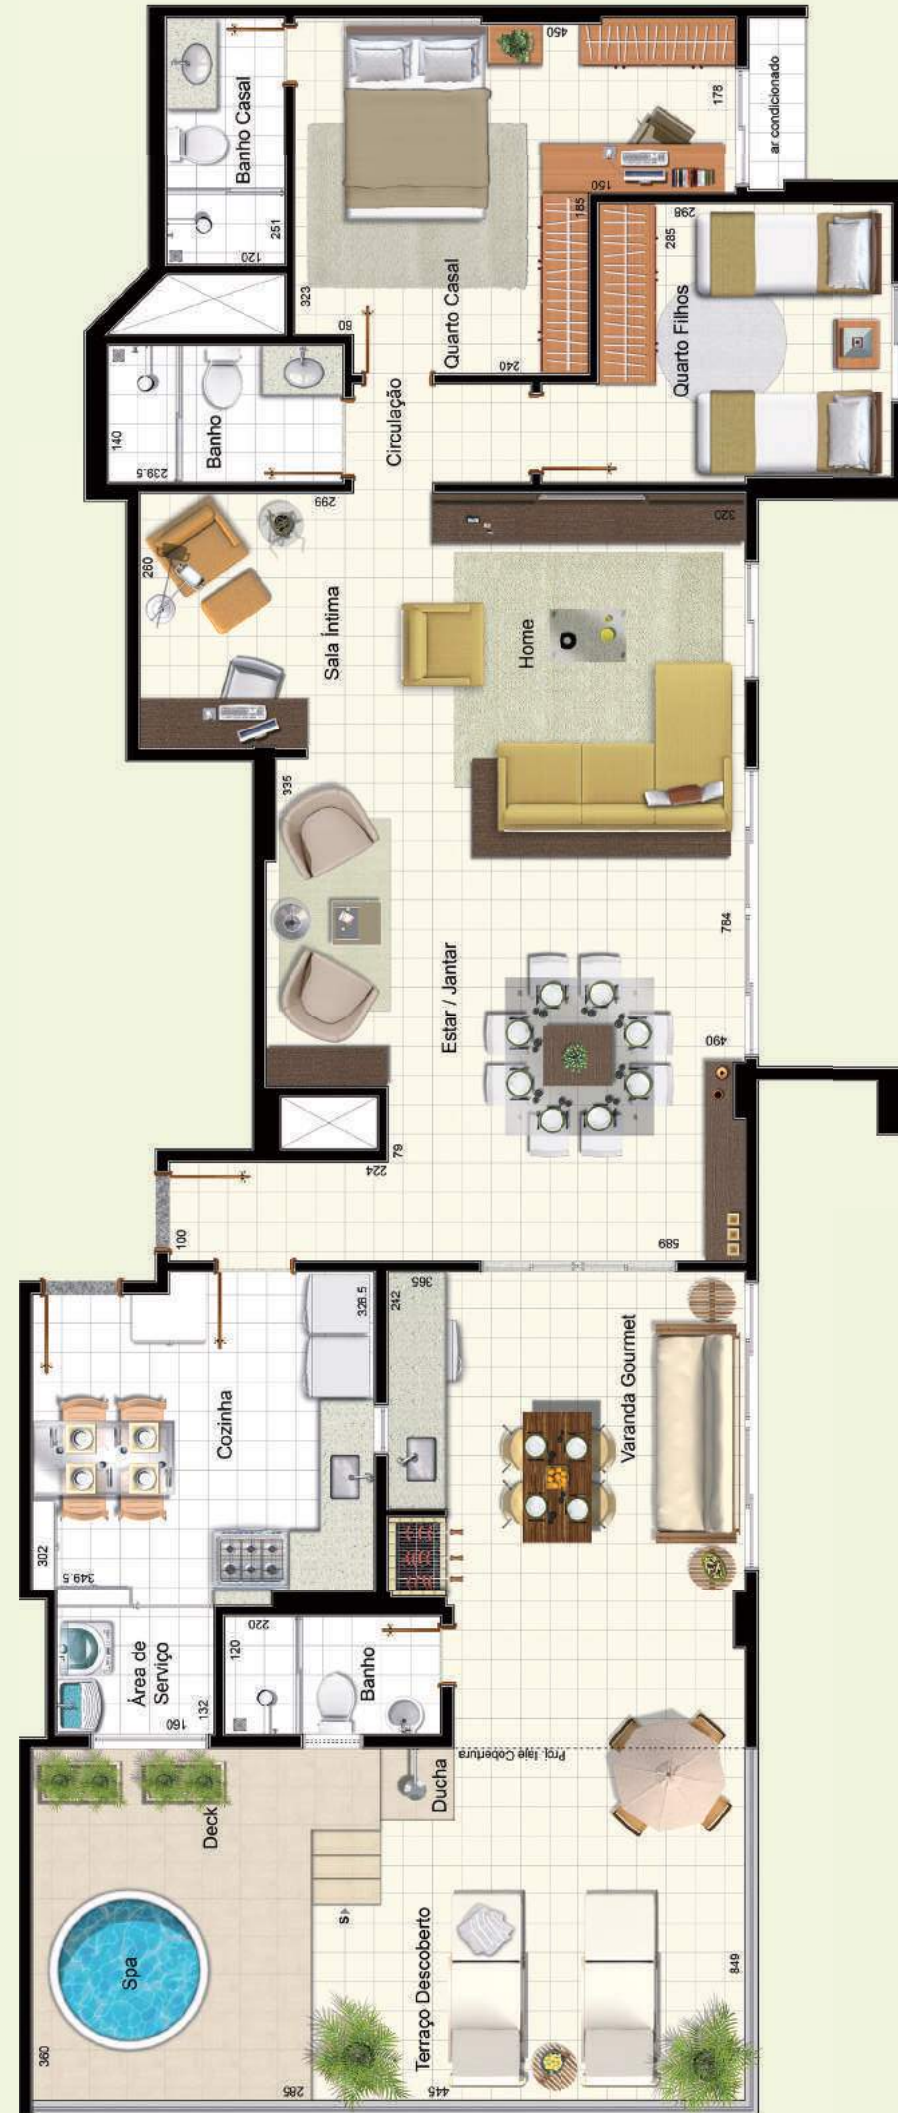 Banho Casal
251
120
450
178
ar condicionado
150
185
298
285
Quarto Filhos
323
60
Quarto Casal
240
Circulação
140
239.5
Banho
299
260
Sala Íntima
320
Home
335
Estar / Jantar
784
490
79
224
100
589
Cozinha
326.5
302
349.5
365
242
Varanda Gourmet
Área de
Serviço
132
160
120
220
Banho
Proj. laje Cobertura
Ducha
Deck
Spa
360
285
S
Terraço Descoberto
445
849